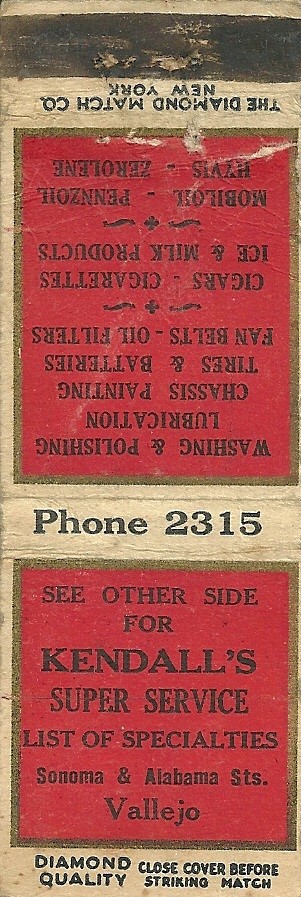 THE DIAMOND MATCH CO.
NEW YORK
WASHING & POLISHING
LUBRICATION
CHASSIS PAINTING
TIRES & BATTERIES
FAN BELTS - OIL FILTERS
CIGARS - CIGARETTES
ICE & MILK PRODUCTS
MOBILOIL - PENNZOIL
HYVIS - ZEROLENE
Phone 2315
SEE OTHER SIDE
FOR
KENDALL'S
SUPER SERVICE
LIST OF SPECIALTIES
Sonoma & Alabama Sts.
Vallejo
DIAMOND QUALITY
CLOSE COVER BEFORE
STRIKING MATCH